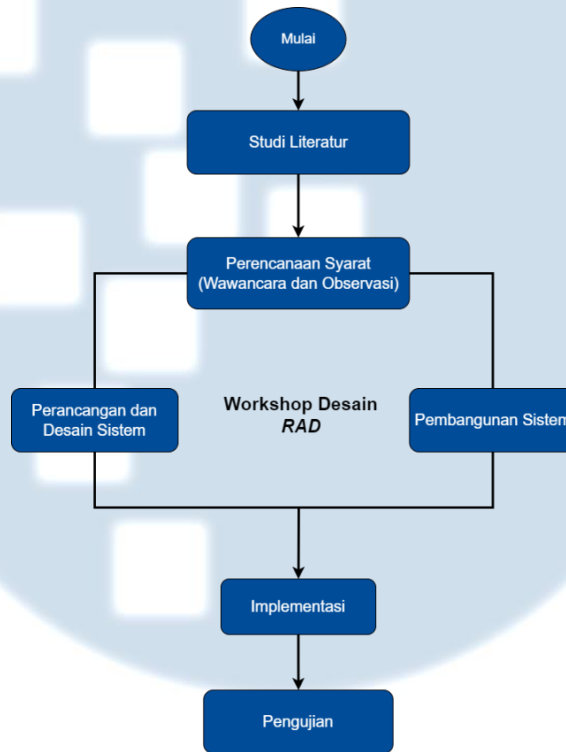 Mulai
Studi Literatur
Perencanaan Syarat
(Wawancara dan Observasi)
Perancangan dan
Desain Sistem
Workshop Desain
RAD
Pembangunan Sistem
Implementasi
Pengujian